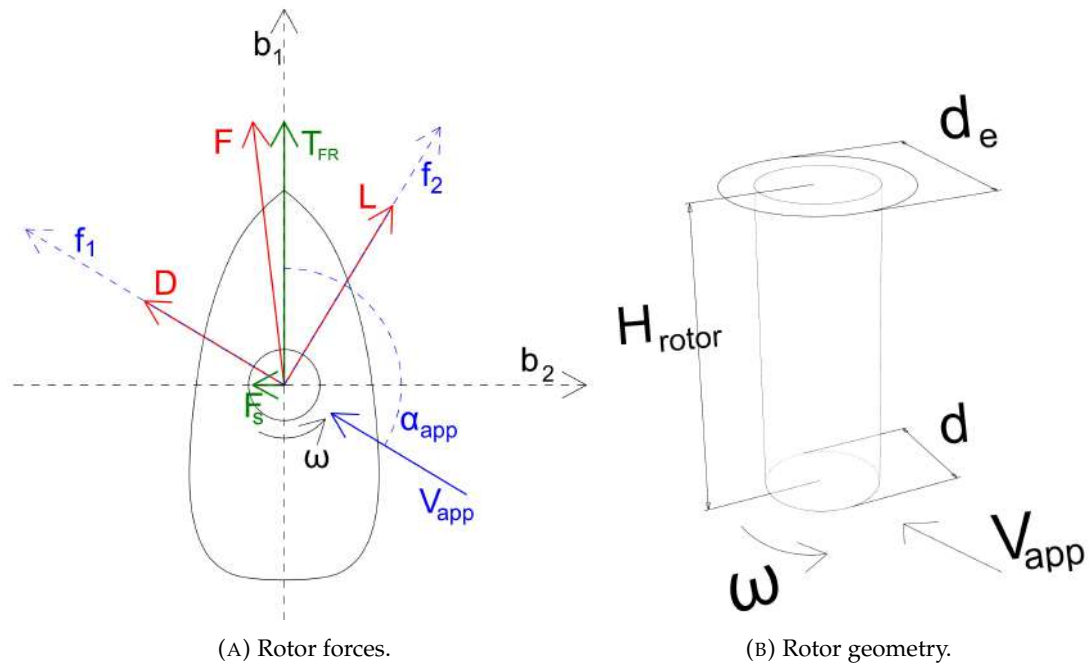 b1
F
TFR
f2
L
f1
D
b2
Fs
αapp
ω
Vapp
de
Hrotor
d
Vapp
ω
(A) Rotor forces.
(B) Rotor geometry.